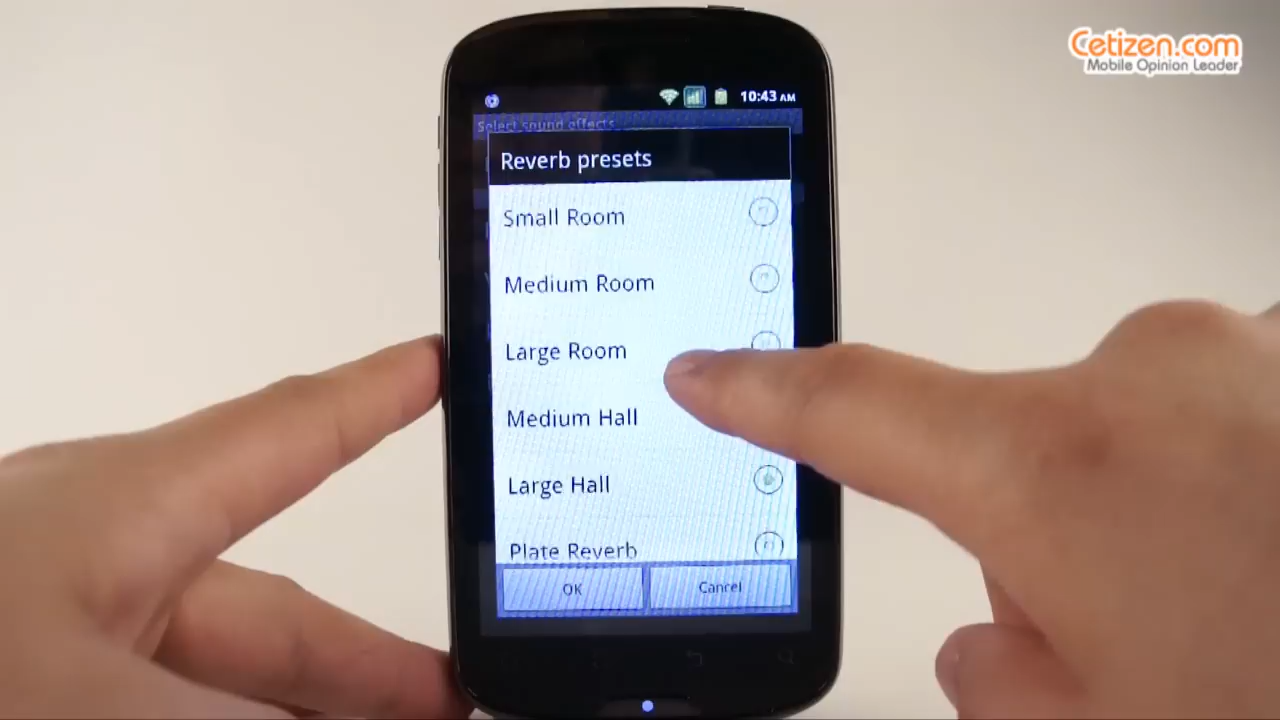 Cetizen.com
Mobile Opinion Leader
10:43 AM
Select sound effects
Reverb presets
Small Room
Medium Room
Large Room
Medium Hall
Large Hall
Plate Reverb
OK
Cancel